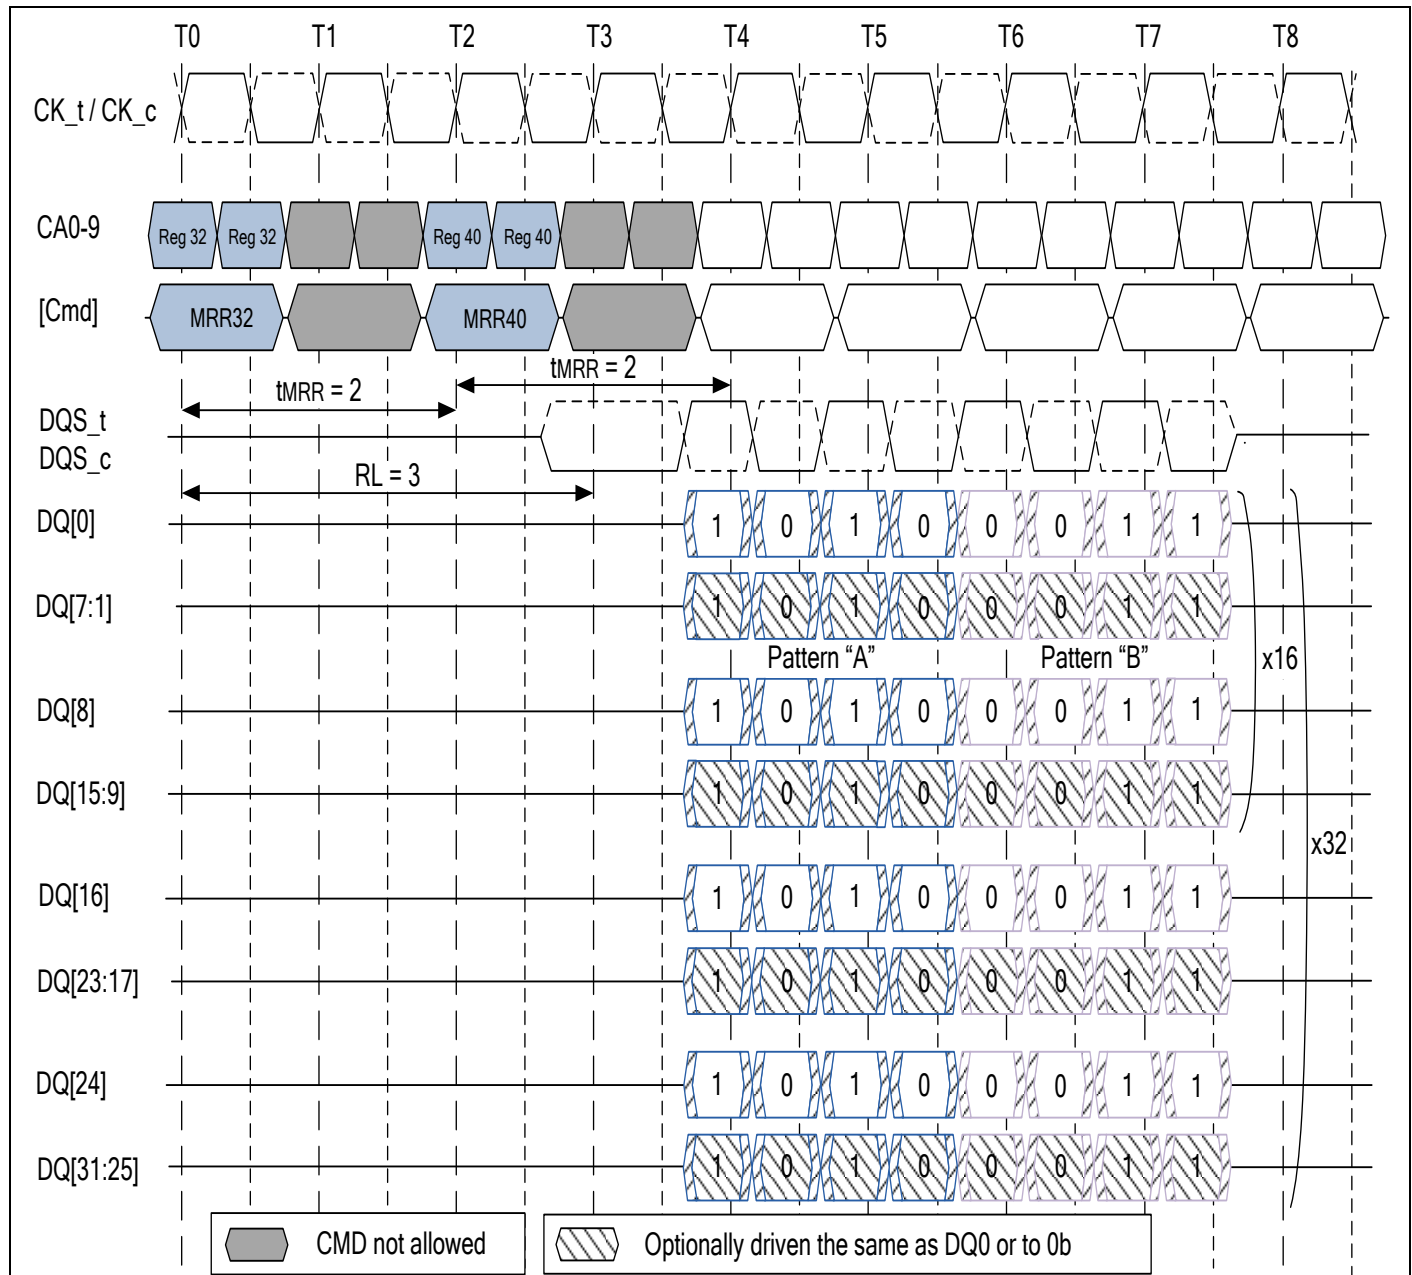 T0 T1 T2 T3 T4 T5 T6 T7 T8
CK_t / CK_c
CA0-9 Reg 32 Reg 32 Reg 40 Reg 40
[Cmd] MRR32 MRR40
tMRR = 2 tMRR = 2
DQS_t
DQS_c
RL = 3
DQ[0] 1 0 1 0 0 0 1 1
DQ[7:1] 1 0 1 0 0 0 1 1
Pattern “A” Pattern “B” x16
DQ[8] 1 0 1 0 0 0 1 1
DQ[15:9] 1 0 1 0 0 0 1 1
x32
DQ[16] 1 0 1 0 0 0 1 1
DQ[23:17] 1 0 1 0 0 0 1 1
DQ[24] 1 0 1 0 0 0 1 1
DQ[31:25] 1 0 1 0 0 0 1 1
CMD not allowed Optionally driven the same as DQ0 or to 0b